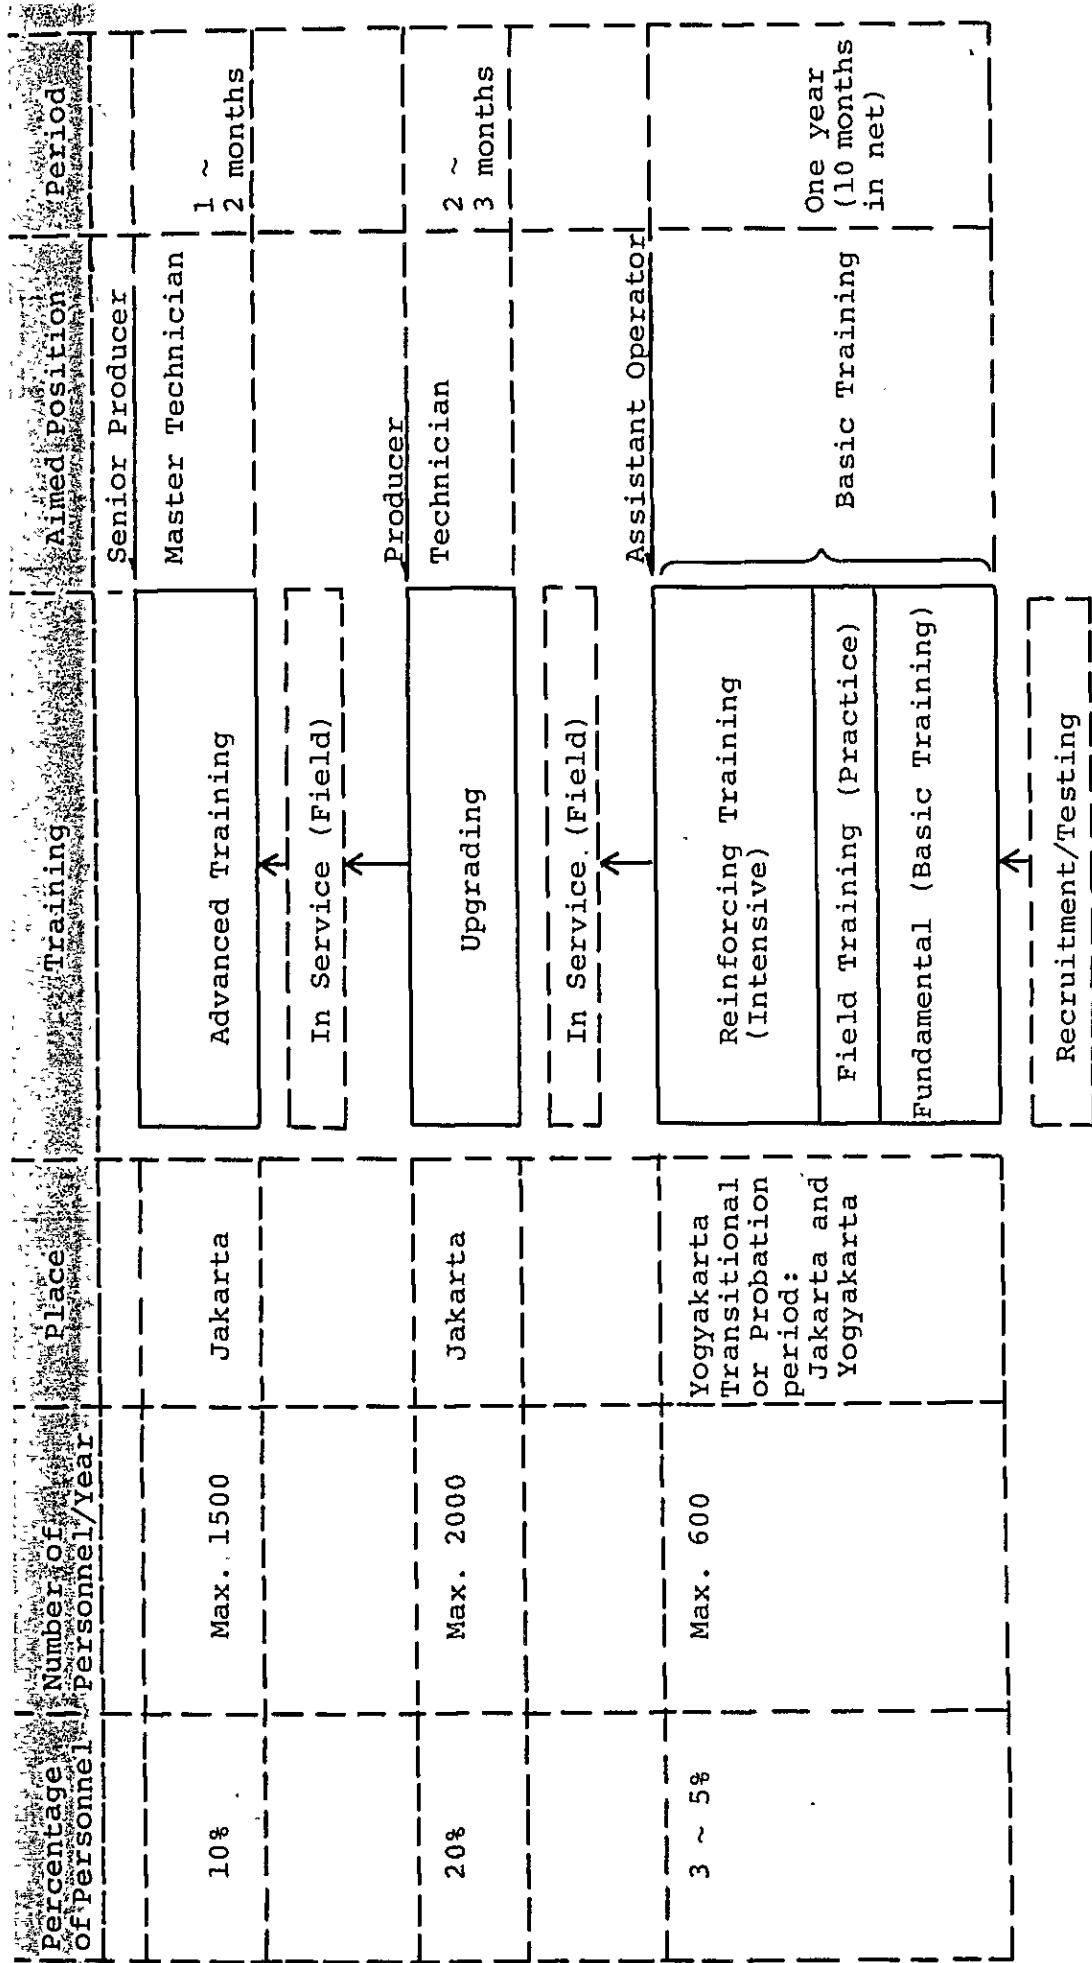 Percentage
of Personnel
Number of
Personnel/Year
Place
Training
Aimed Position
Period
Senior Producer
10%
Max. 1500
Jakarta
Advanced Training
Master Technician
1 ~
2 months
In Service (Field)
Producer
20%
Max. 2000
Jakarta
Upgrading
Technician
2 ~
3 months
In Service (Field)
Assistant Operator
3 ~ 5%
Max. 600
Yogyakarta
Transitional
or Probation
period:
Jakarta and
Yogyakarta
Reinforcing Training
(Intensive)
Field Training (Practice)
Fundamental (Basic Training)
Basic Training
One year
(10 months
in net)
Recruitment/Testing